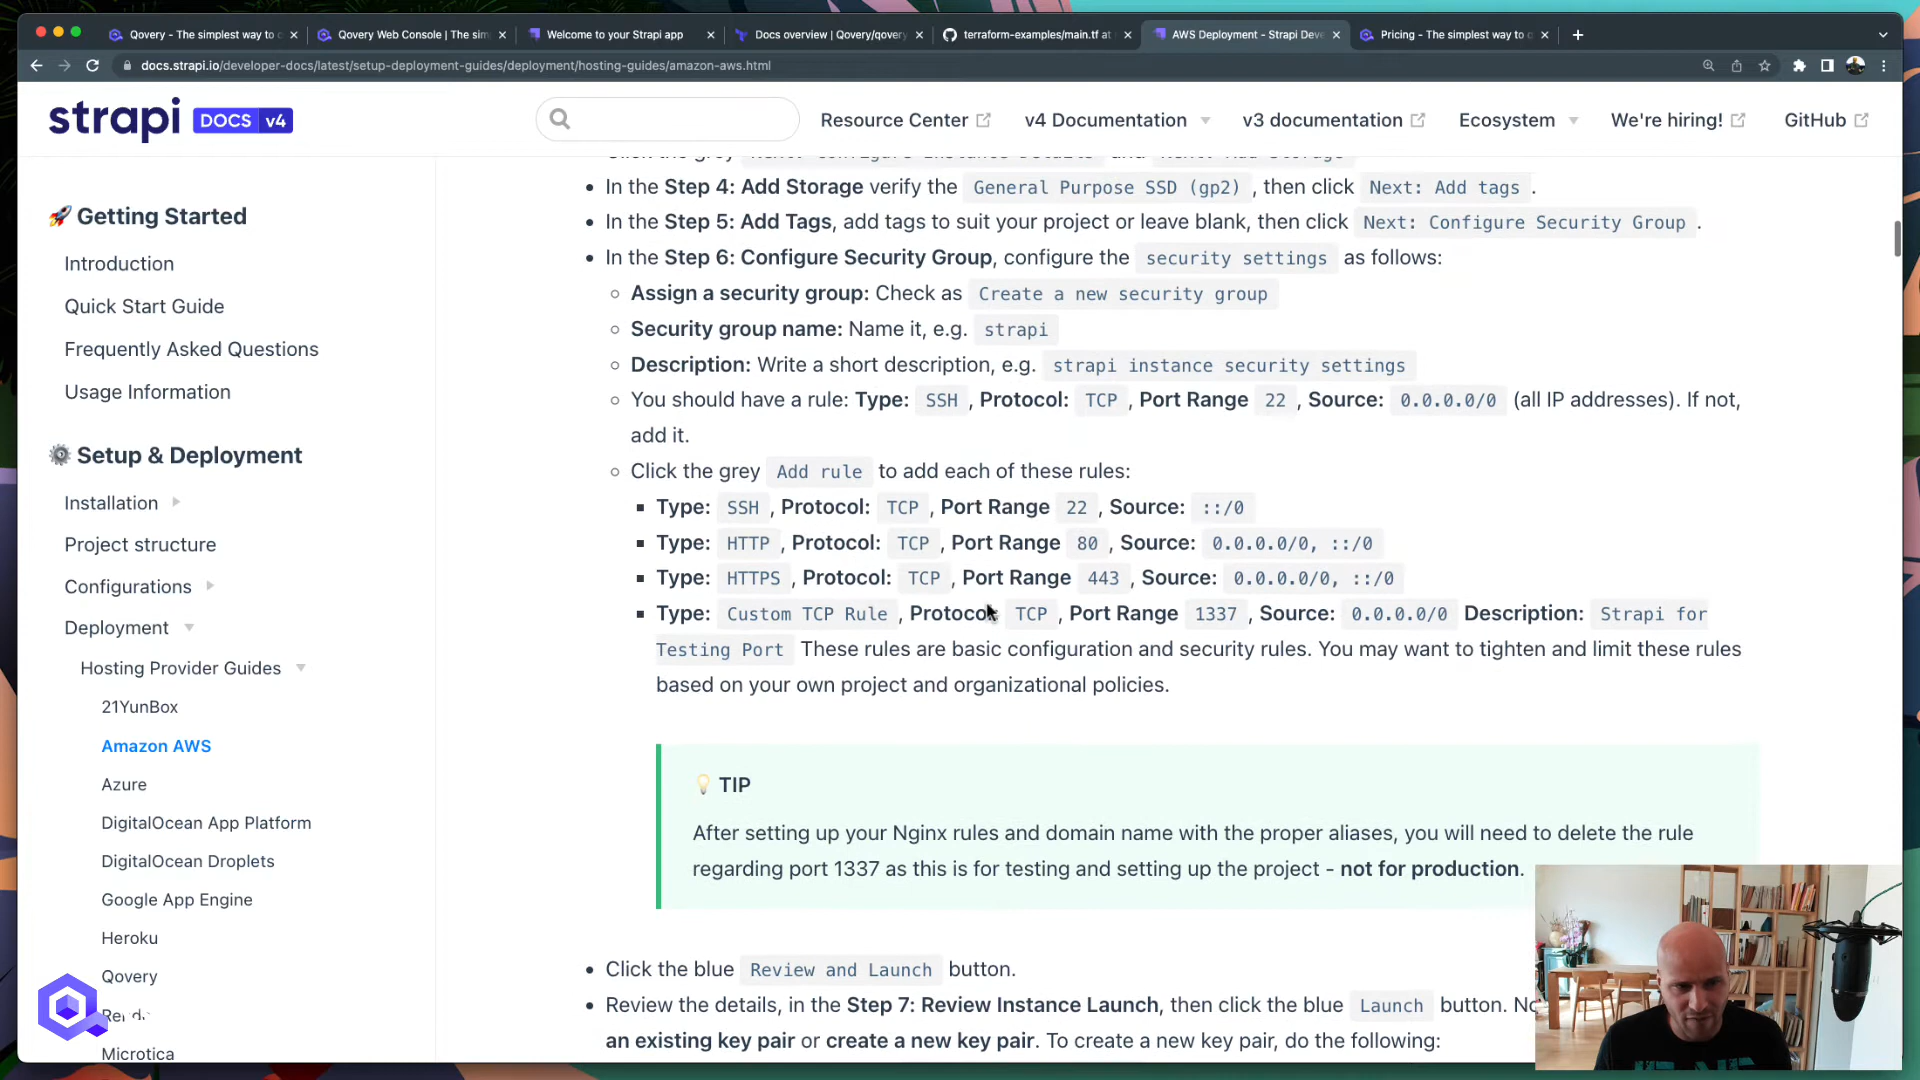 Qovery - The simplest way to c
Qovery Web Console | The sim
Welcome to your Strapi app
Docs overview | Qovery/qovery
terraform-examples/main.tf at
AWS Deployment - Strapi Deve
Pricing - The simplest way to c
docs.strapi.io/developer-docs/latest/setup-deployment-guides/deployment/hosting-guides/amazon-aws.html
strapi DOCS v4
Resource Center
v4 Documentation
v3 documentation
Ecosystem
We're hiring!
GitHub
🚀 Getting Started
Introduction
Quick Start Guide
Frequently Asked Questions
Usage Information
⚙️ Setup & Deployment
Installation
Project structure
Configurations
Deployment
Hosting Provider Guides
21YunBox
Amazon AWS
Azure
DigitalOcean App Platform
DigitalOcean Droplets
Google App Engine
Heroku
Qovery
Microtica
• In the Step 4: Add Storage verify the General Purpose SSD (gp2) , then click Next: Add tags .
• In the Step 5: Add Tags, add tags to suit your project or leave blank, then click Next: Configure Security Group .
• In the Step 6: Configure Security Group, configure the security settings as follows:
Assign a security group: Check as Create a new security group
Security group name: Name it, e.g. strapi
Description: Write a short description, e.g. strapi instance security settings
You should have a rule: Type: SSH , Protocol: TCP , Port Range 22 , Source: 0.0.0.0/0 (all IP addresses). If not,
add it.
Click the grey Add rule to add each of these rules:
Type: SSH , Protocol: TCP , Port Range 22 , Source: ::/0
Type: HTTP , Protocol: TCP , Port Range 80 , Source: 0.0.0.0/0, ::/0
Type: HTTPS , Protocol: TCP , Port Range 443 , Source: 0.0.0.0/0, ::/0
Type: Custom TCP Rule , Protocol: TCP , Port Range 1337 , Source: 0.0.0.0/0 Description: Strapi for
Testing Port These rules are basic configuration and security rules. You may want to tighten and limit these rules
based on your own project and organizational policies.
💡 TIP
After setting up your Nginx rules and domain name with the proper aliases, you will need to delete the rule
regarding port 1337 as this is for testing and setting up the project - not for production.
• Click the blue Review and Launch button.
• Review the details, in the Step 7: Review Instance Launch, then click the blue Launch button.
an existing key pair or create a new key pair. To create a new key pair, do the following: